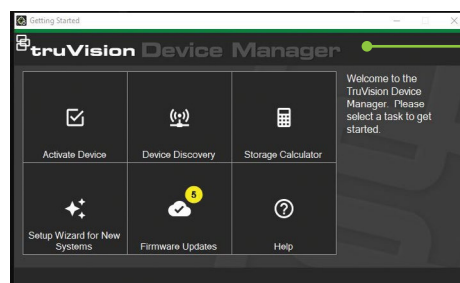 Getting Started
truVision Device Manager
Welcome to the
TruVision Device
Manager. Please
select a task to get
started.
Activate Device
Device Discovery
Storage Calculator
5
Setup Wizard for New
Systems
Firmware Updates
Help